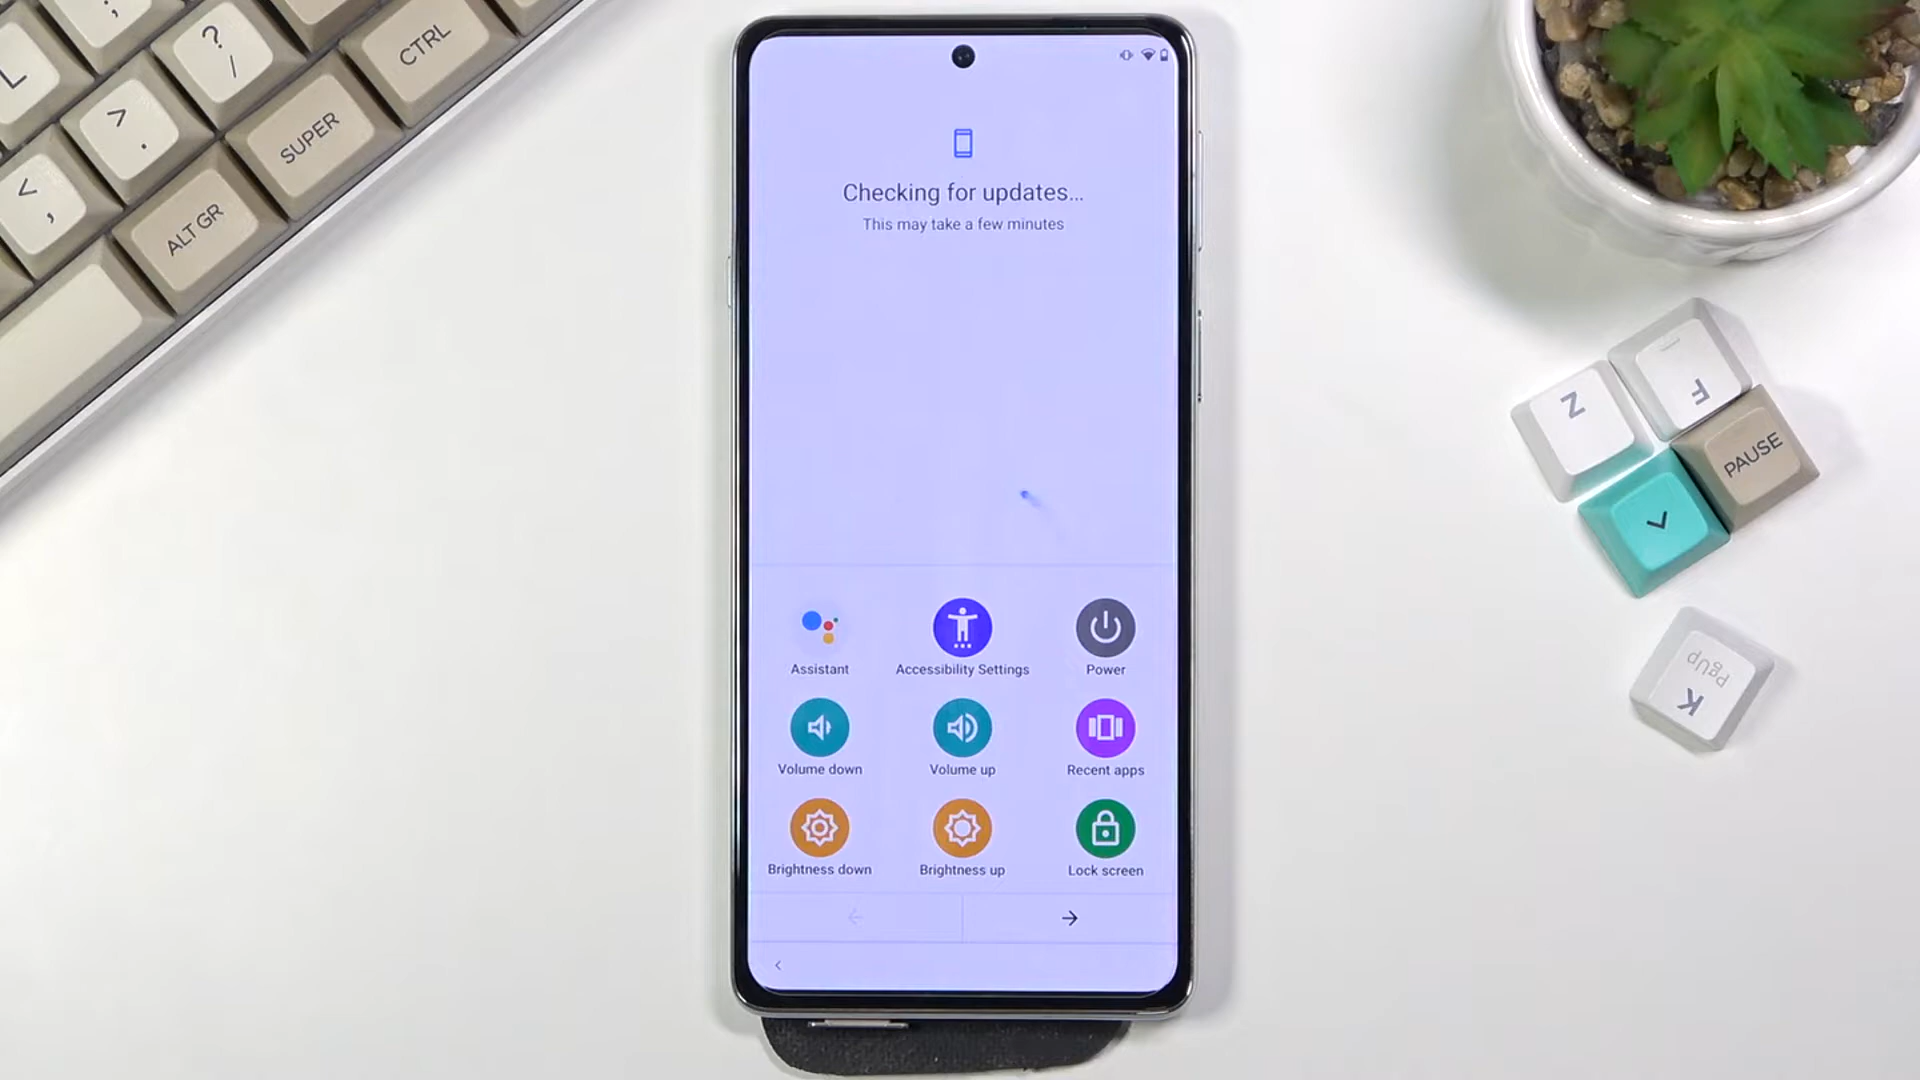 L
;
?
/
CTRL
>
.
SUPER
<
,
ALT GR
Checking for updates...
This may take a few minutes
Assistant
Accessibility Settings
Power
Volume down
Volume up
Recent apps
Brightness down
Brightness up
Lock screen
Z
F
PAUSE
K
PgUp